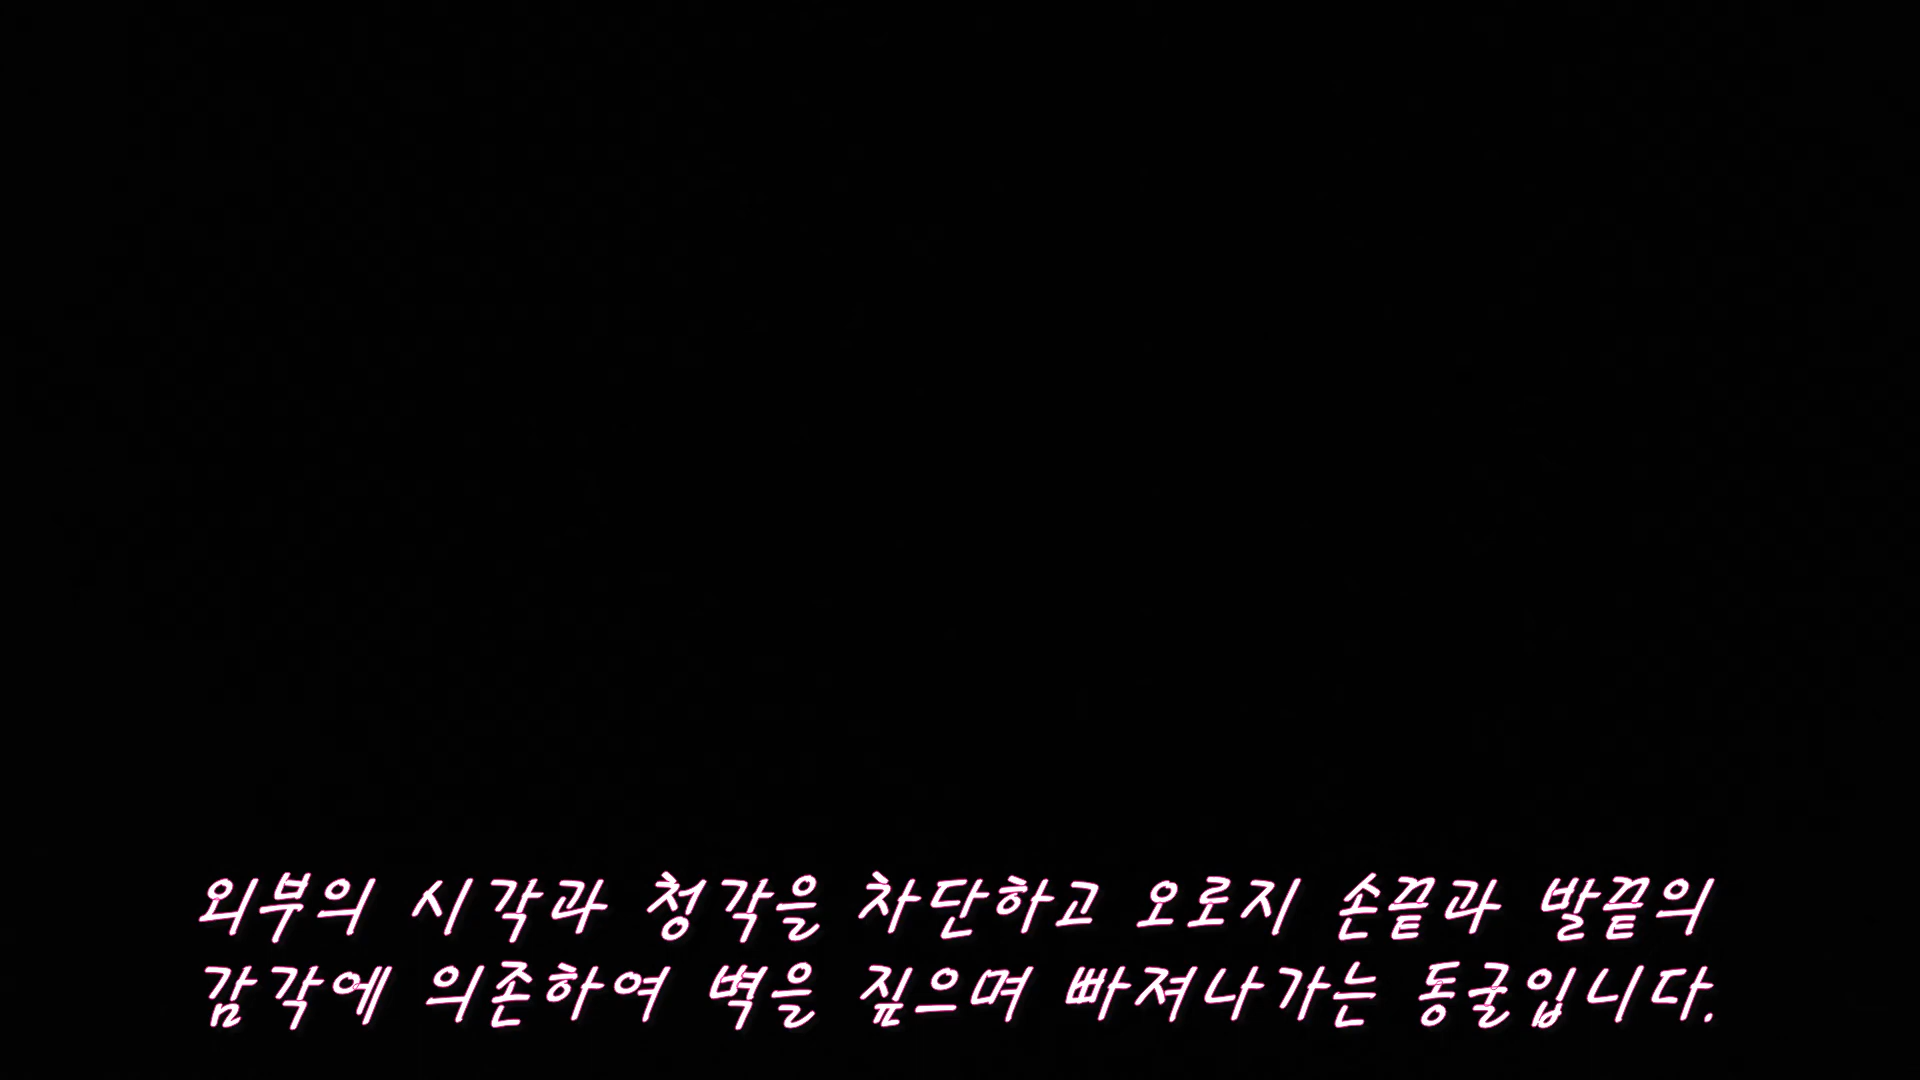 외부의 시각과 청각을 차단하고 오로지 손끝과 발끝의
감각에 의존하여 벽을 짚으며 빠져나가는 동굴입니다.